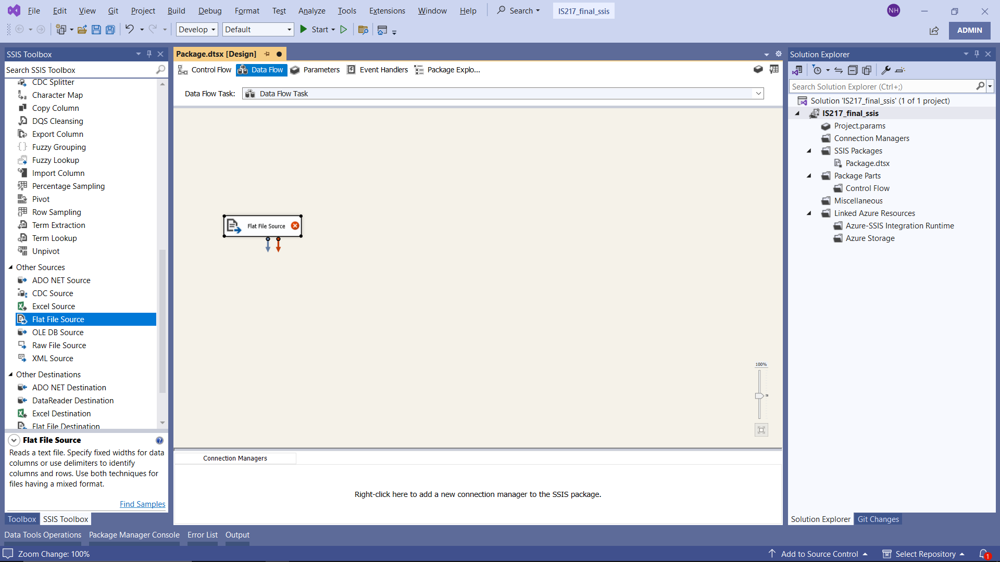 File Edit View Git Project Build Debug Format Test Analyze Tools Extensions Window Help Search IS217_final_ssis NH
Develop Default Start ADMIN
SSIS Toolbox
Search SSIS Toolbox
CDC Splitter
Character Map
Copy Column
DQS Cleansing
Export Column
Fuzzy Grouping
Fuzzy Lookup
Import Column
Percentage Sampling
Pivot
Row Sampling
Term Extraction
Term Lookup
Unpivot
Other Sources
ADO NET Source
CDC Source
Excel Source
Flat File Source
OLE DB Source
Raw File Source
XML Source
Other Destinations
ADO NET Destination
DataReader Destination
Excel Destination
Flat File Destination
Flat File Source
Reads a text file. Specify fixed widths for data
columns or use delimiters to identify
columns and rows. Use both techniques for
files having a mixed format.
Find Samples
Toolbox SSIS Toolbox
Package.dtsx [Design]
Control Flow Data Flow Parameters Event Handlers Package Explo...
Data Flow Task: Data Flow Task
Flat File Source
100%
Connection Managers
Right-click here to add a new connection manager to the SSIS package.
Solution Explorer
Search Solution Explorer (Ctrl+;)
Solution 'IS217_final_ssis' (1 of 1 project)
IS217_final_ssis
Project.params
Connection Managers
SSIS Packages
Package.dtsx
Package Parts
Control Flow
Miscellaneous
Linked Azure Resources
Azure-SSIS Integration Runtime
Azure Storage
Solution Explorer Git Changes
Data Tools Operations Package Manager Console Error List Output
Zoom Change: 100% Add to Source Control Select Repository 1